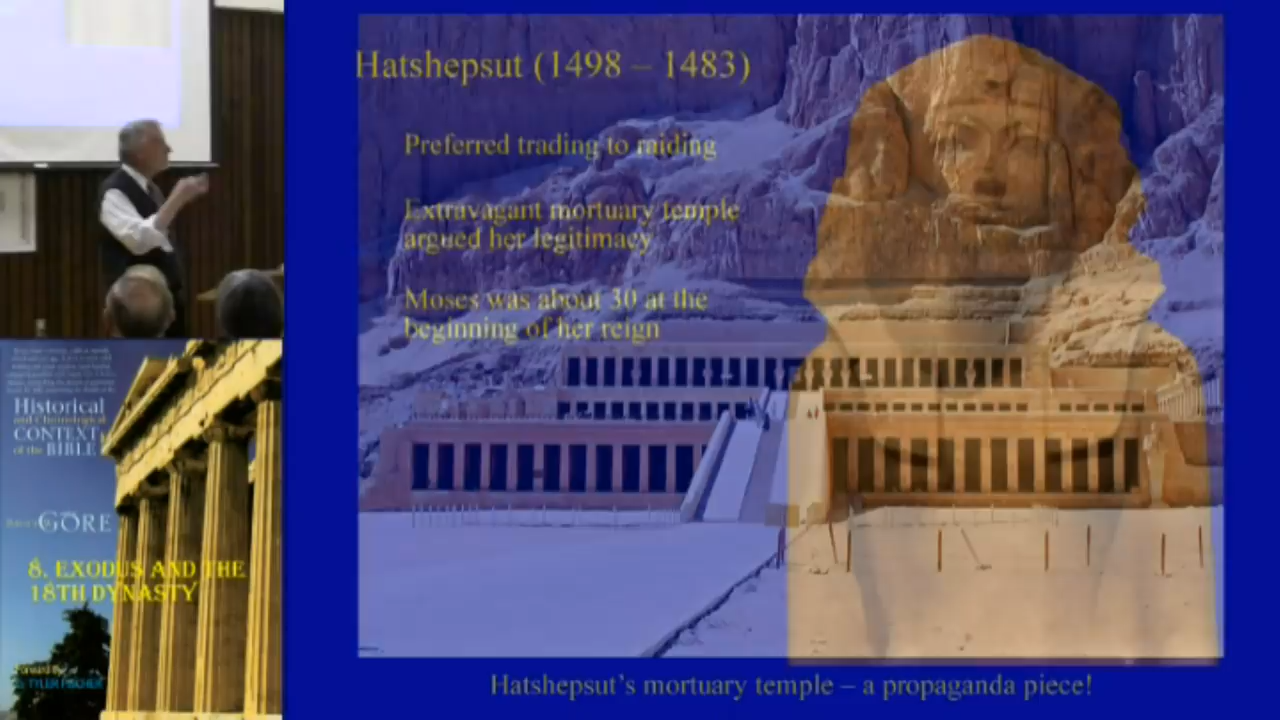 Hatshepsut (1498 – 1483)
Preferred trading to raiding
Extravagant mortuary temple
argued her legitimacy
Moses was about 30 at the
beginning of her reign
Hatshepsut's mortuary temple – a propaganda piece!
Historical
and Chronological
CONTEXT
of the BIBLE
GORE
8. EXODUS AND THE
18TH DYNASTY